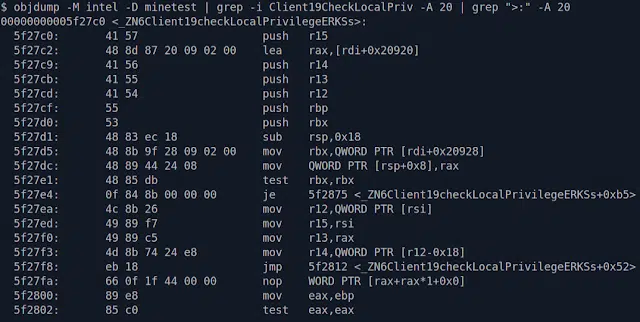 $ objdump -M intel -D minetest | grep -i Client19CheckLocalPriv -A 20 | grep ">:" -A 20
00000000005f27c0 <_ZN6Client19checkLocalPrivilegeERKSs>:
5f27c0: 41 57 push r15
5f27c2: 48 8d 87 20 09 02 00 lea rax,[rdi+0x20920]
5f27c9: 41 56 push r14
5f27cb: 41 55 push r13
5f27cd: 41 54 push r12
5f27cf: 55 push rbp
5f27d0: 53 push rbx
5f27d1: 48 83 ec 18 sub rsp,0x18
5f27d5: 48 8b 9f 28 09 02 00 mov rbx,QWORD PTR [rdi+0x20928]
5f27dc: 48 89 44 24 08 mov QWORD PTR [rsp+0x8],rax
5f27e1: 48 85 db test rbx,rbx
5f27e4: 0f 84 8b 00 00 00 je 5f2875 <_ZN6Client19checkLocalPrivilegeERKSs+0xb5>
5f27ea: 4c 8b 26 mov r12,QWORD PTR [rsi]
5f27ed: 49 89 f7 mov r15,rsi
5f27f0: 49 89 c5 mov r13,rax
5f27f3: 4d 8b 74 24 e8 mov r14,QWORD PTR [r12-0x18]
5f27f8: eb 18 jmp 5f2812 <_ZN6Client19checkLocalPrivilegeERKSs+0x52>
5f27fa: 66 0f 1f 44 00 00 nop WORD PTR [rax+rax*1+0x0]
5f2800: 89 e8 mov eax,ebp
5f2802: 85 c0 test eax,eax